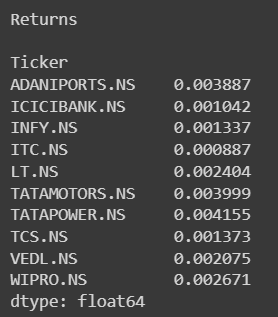 Returns
Ticker
ADANIPORTS.NS 0.003887
ICICIBANK.NS 0.001042
INFY.NS 0.001337
ITC.NS 0.000887
LT.NS 0.002404
TATAMOTORS.NS 0.003999
TATAPOWER.NS 0.004155
TCS.NS 0.001373
VEDL.NS 0.002075
WIPRO.NS 0.002671
dtype: float64